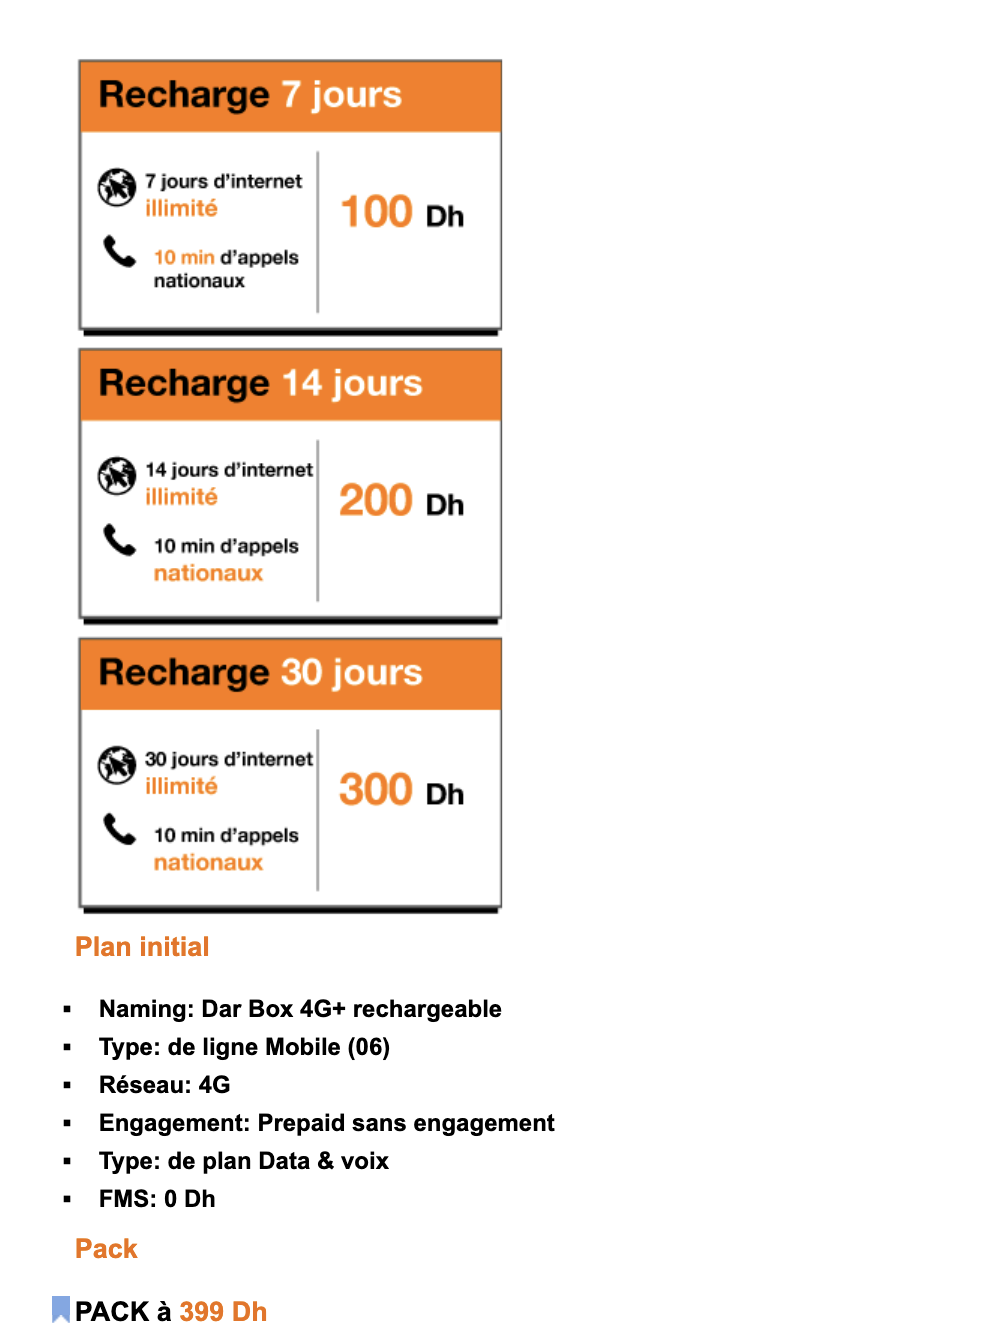 Recharge 7 jours
7 jours d'internet
illimité
100 Dh
10 min d'appels
nationaux
Recharge 14 jours
14 jours d'internet
illimité
200 Dh
10 min d'appels
nationaux
Recharge 30 jours
30 jours d'internet
illimité
300 Dh
10 min d'appels
nationaux
Plan initial
▪ Naming: Dar Box 4G+ rechargeable
▪ Type: de ligne Mobile (06)
▪ Réseau: 4G
▪ Engagement: Prepaid sans engagement
▪ Type: de plan Data & voix
▪ FMS: 0 Dh
Pack
PACK à 399 Dh